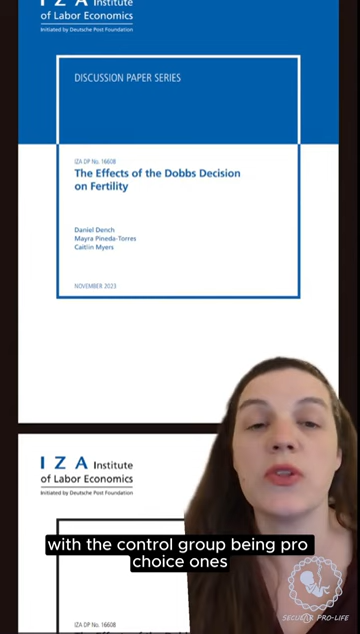 I Z A Institute
of Labor Economics
Initiated by Deutsche Post Foundation
DISCUSSION PAPER SERIES
IZA DP No. 16608
The Effects of the Dobbs Decision
on Fertility
Daniel Dench
Mayra Pineda-Torres
Caitlin Myers
NOVEMBER 2023
I Z A Institute
of Labor Economics
Initiated by Deutsche Post Foundation
with the control group being pro
choice ones
SECULAR PRO-LIFE
IZA DP No. 16608